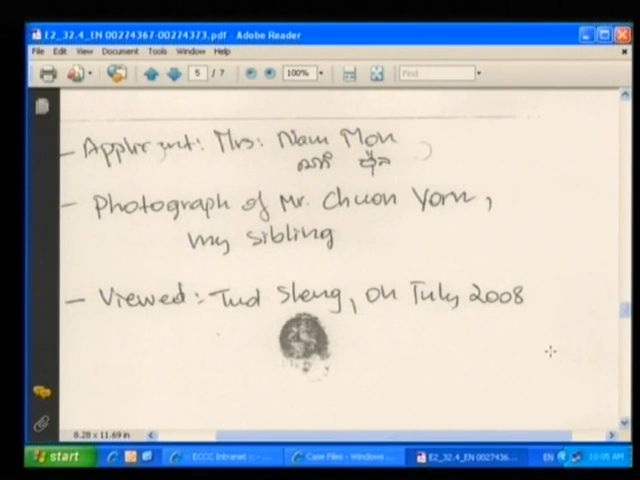 E2_32.4_EN 00274367-00274373.pdf - Adobe Reader
File Edit View Document Tools Window Help
5 / 7 100% Find
- Applicant: Mrs: Nam Mon
- Photograph of Mr. Chuon Yorn,
my sibling
- Viewed: Tuol Sleng, on July 2008
8.28 x 11.69 in
start ECCC Intranet :: - ... Case Files - Windows ... E2_32.4_EN 0027436... EN 10:05 AM